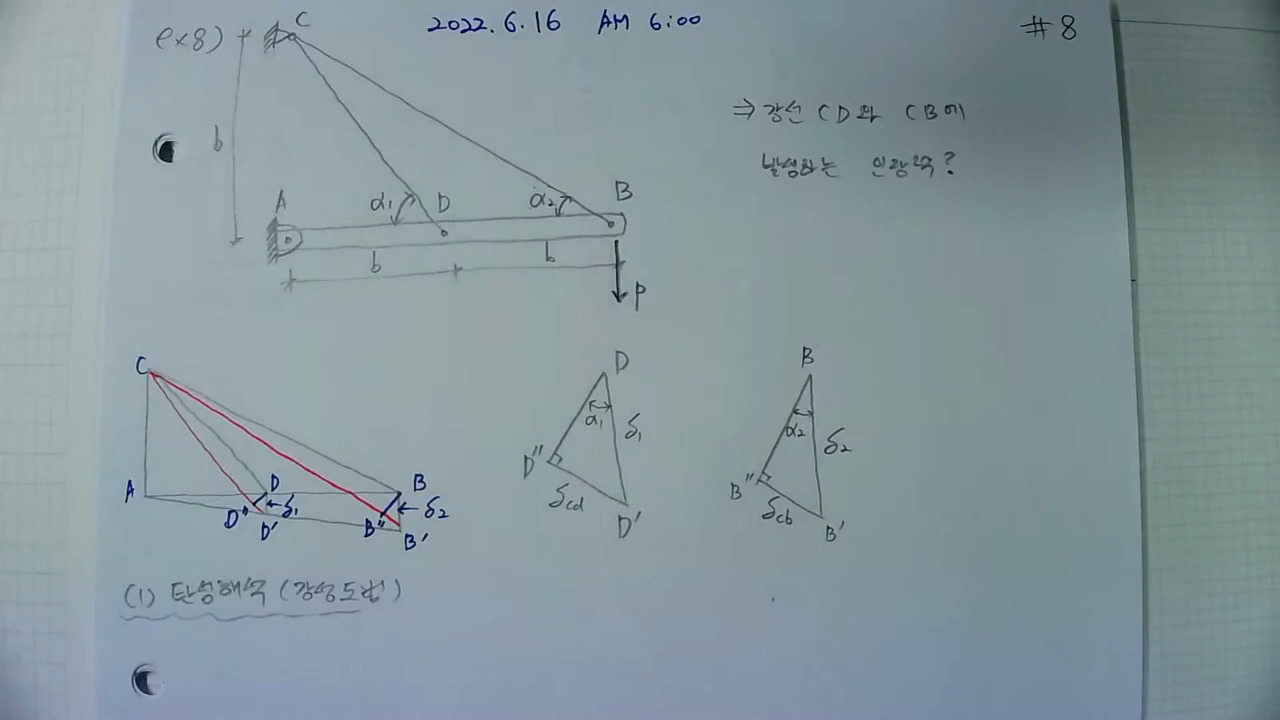 ex8)
2022. 6. 16 AM 6:00
#8
C
b
A
α₁
D
α₂
B
b
b
P
⇒ 강선 CD와 CB에
발생하는 인장력?
C
A
D
B
D″
δ₁
D′
B″
δ₂
B′
D
α₁
δ₁
D″
δcd
D′
B
α₂
δ₂
B″
δcb
B′
(1) 탄성해석 (강성도법)